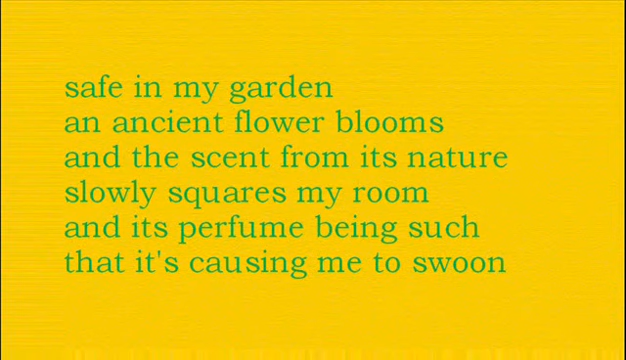 safe in my garden
an ancient flower blooms
and the scent from its nature
slowly squares my room
and its perfume being such
that it's causing me to swoon